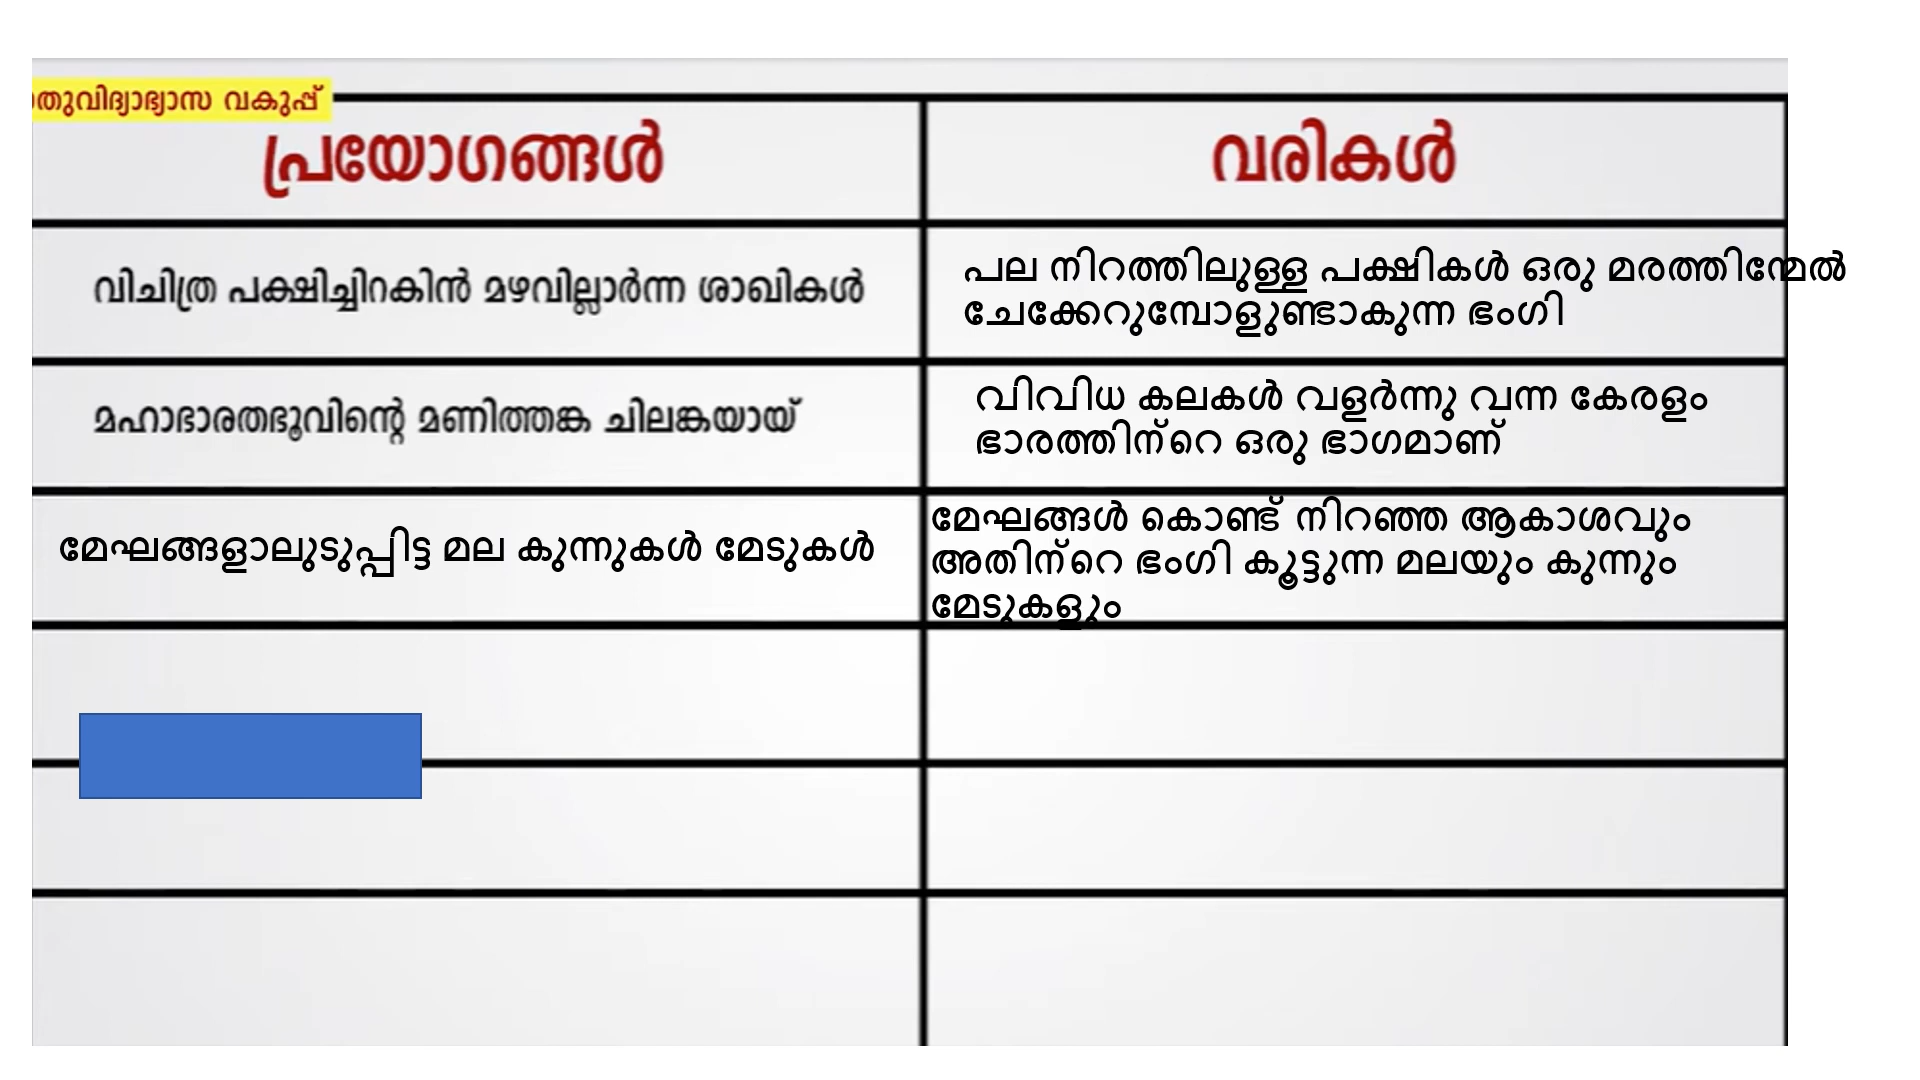 തുവിദ്യാഭ്യാസ വകുപ്പ്
പ്രയോഗങ്ങൾ
വരികൾ
വിചിത്ര പക്ഷിച്ചിറകിൻ മഴവില്ലാർന്ന ശാഖികൾ
പല നിറത്തിലുള്ള പക്ഷികൾ ഒരു മരത്തിന്മേൽ
ചേക്കേറുമ്പോളുണ്ടാകുന്ന ഭംഗി
മഹാഭാരതഭൂവിന്റെ മണിത്തങ്ക ചിലങ്കയായ്
വിവിധ കലകൾ വളർന്നു വന്ന കേരളം
ഭാരത്തിന്റെ ഒരു ഭാഗമാണ്
മേഘങ്ങളാലുടുപ്പിട്ട മല കുന്നുകൾ മേടുകൾ
മേഘങ്ങൾ കൊണ്ട് നിറഞ്ഞ ആകാശവും
അതിന്റെ ഭംഗി കൂട്ടുന്ന മലയും കുന്നും
മേടുകളും